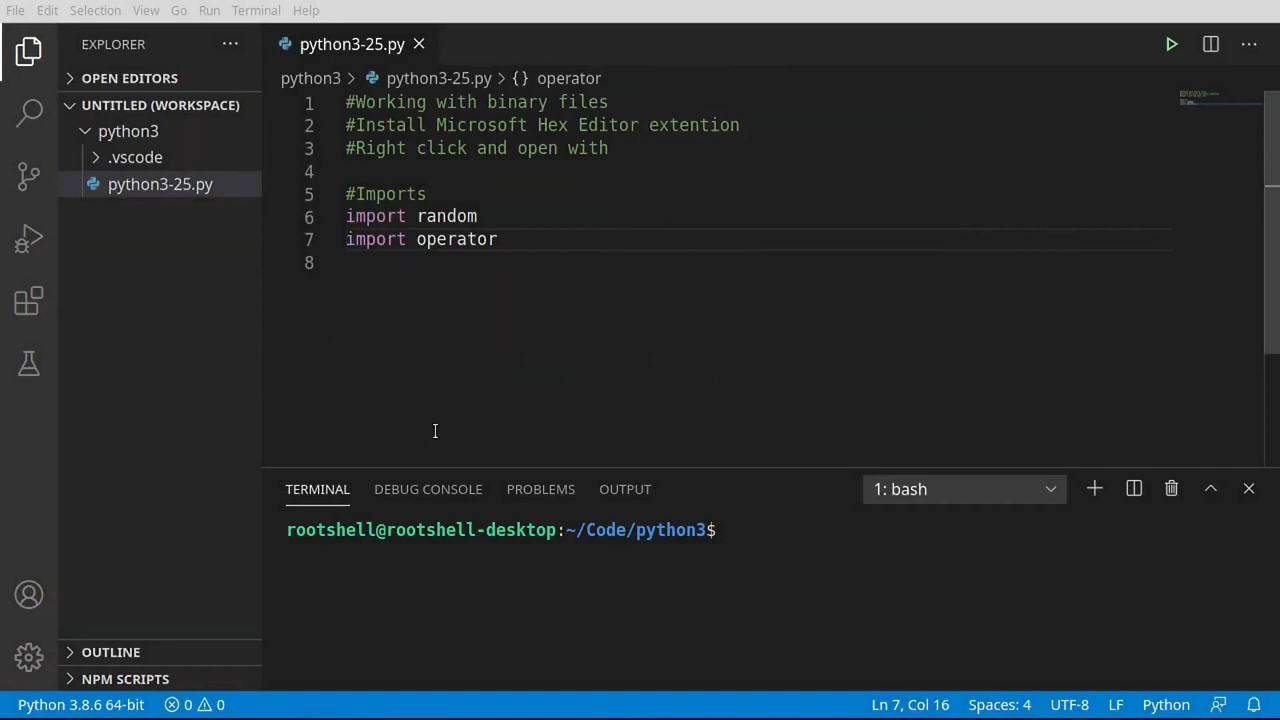 File Edit Selection View Go Run Terminal Help
EXPLORER
OPEN EDITORS
UNTITLED (WORKSPACE)
python3
.vscode
python3-25.py
OUTLINE
NPM SCRIPTS
python3-25.py
python3 > python3-25.py > {} operator
1 #Working with binary files
2 #Install Microsoft Hex Editor extention
3 #Right click and open with
4
5 #Imports
6 import random
7 import operator
8
TERMINAL DEBUG CONSOLE PROBLEMS OUTPUT 1: bash
rootshell@rootshell-desktop:~/Code/python3$
Python 3.8.6 64-bit 0 0 Ln 7, Col 16 Spaces: 4 UTF-8 LF Python